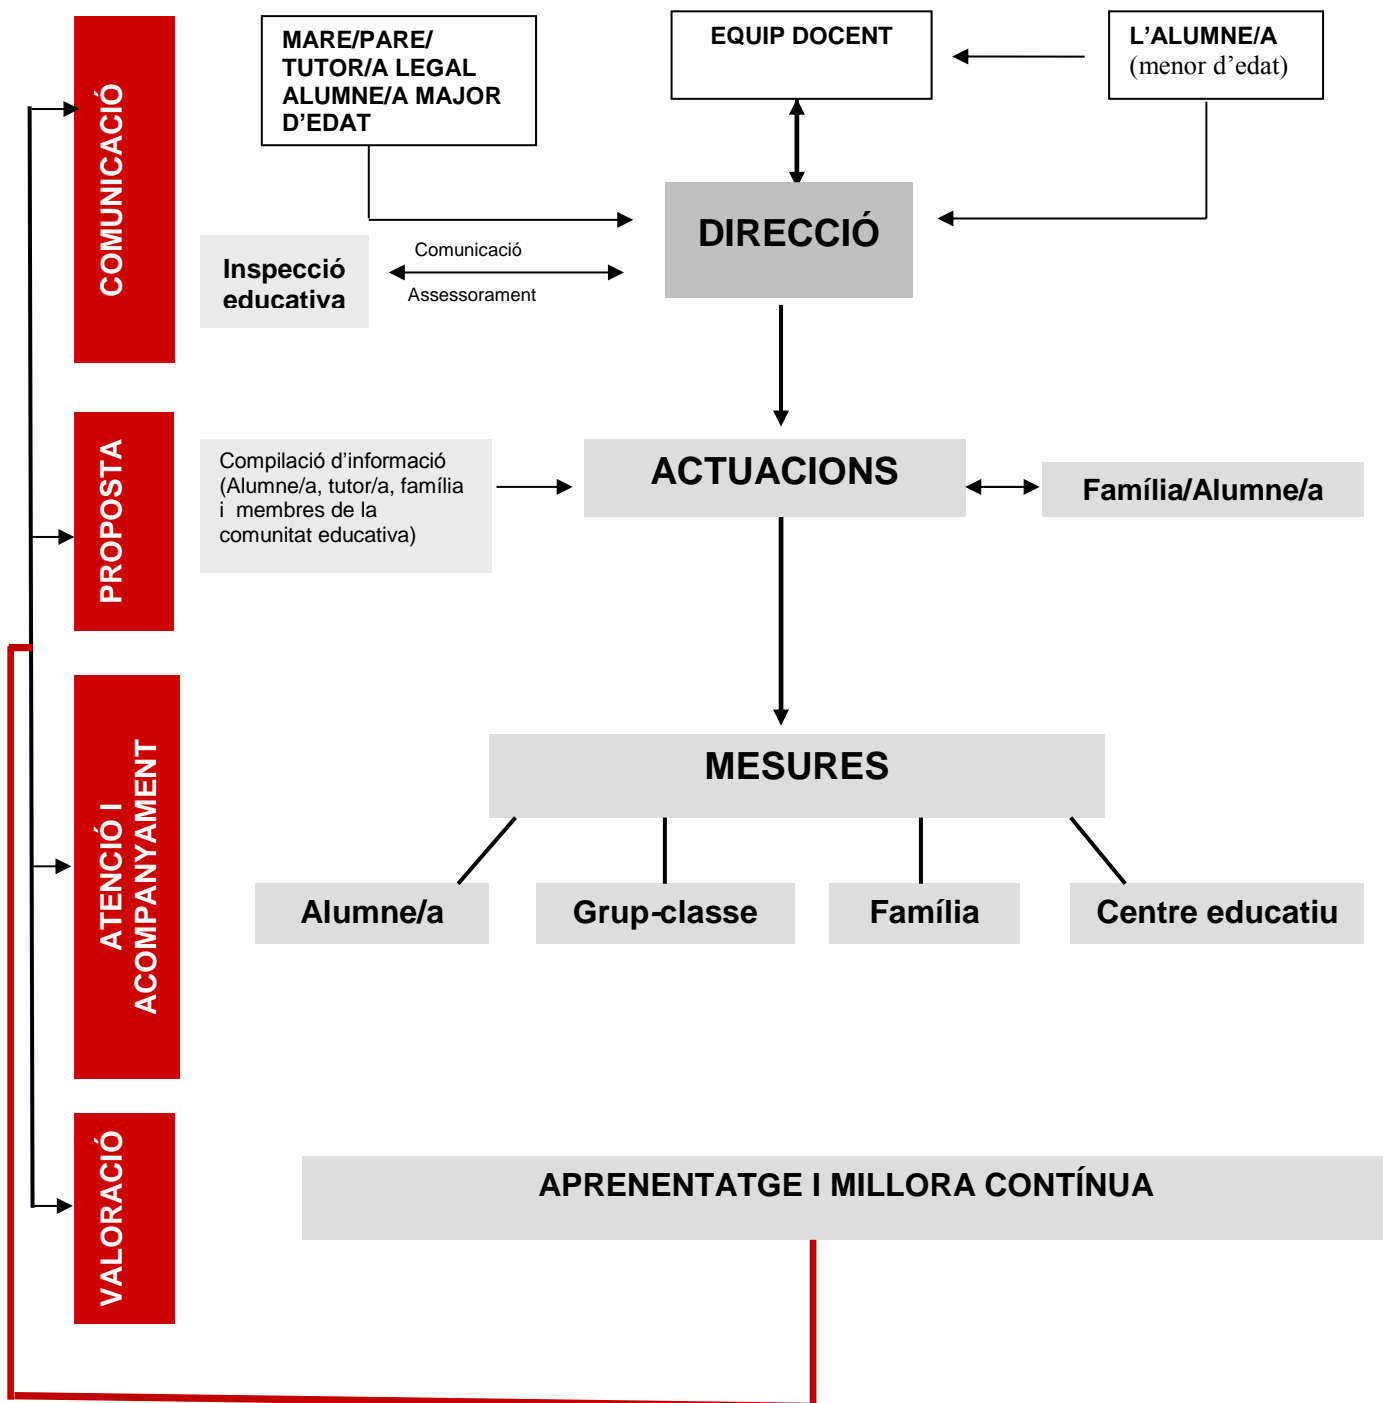 COMUNICACIÓ
MARE/PARE/
TUTOR/A LEGAL
ALUMNE/A MAJOR
D'EDAT
EQUIP DOCENT
L'ALUMNE/A
(menor d'edat)
DIRECCIÓ
Inspecció
educativa
Comunicació
Assessorament
PROPOSTA
Compilació d'informació
(Alumne/a, tutor/a, família
i  membres de la
comunitat educativa)
ACTUACIONS
Família/Alumne/a
ATENCIÓ I
ACOMPANYAMENT
MESURES
Alumne/a
Grup-classe
Família
Centre educatiu
VALORACIÓ
APRENENTATGE I MILLORA CONTÍNUA